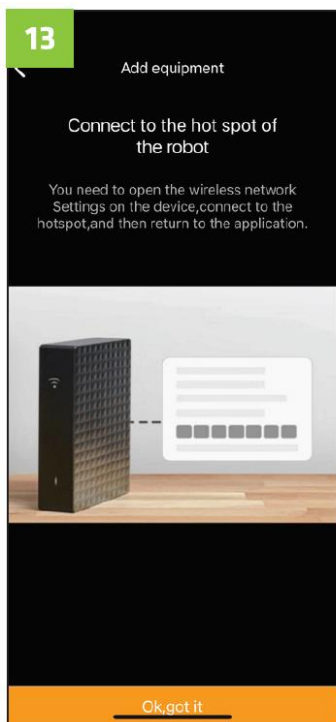 13
Add equipment
Connect to the hot spot of
the robot
You need to open the wireless network
Settings on the device,connect to the
hotspot,and then return to the application.
Ok,got it